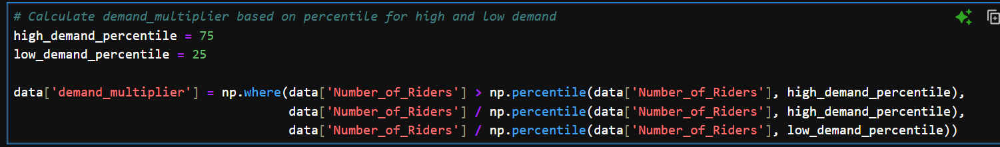 # Calculate demand_multiplier based on percentile for high and low demand
high_demand_percentile = 75
low_demand_percentile = 25

data['demand_multiplier'] = np.where(data['Number_of_Riders'] > np.percentile(data['Number_of_Riders'], high_demand_percentile),
                                     data['Number_of_Riders'] / np.percentile(data['Number_of_Riders'], high_demand_percentile),
                                     data['Number_of_Riders'] / np.percentile(data['Number_of_Riders'], low_demand_percentile))